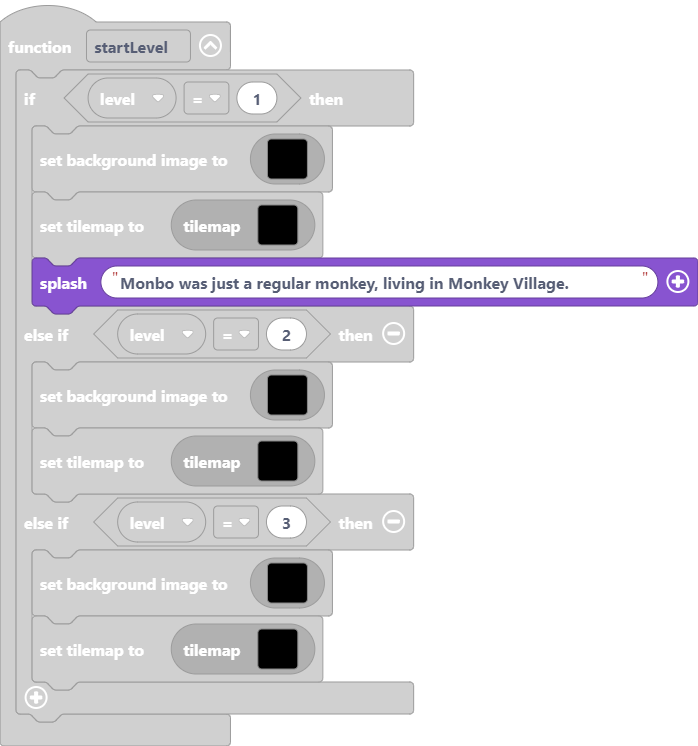 function startLevel
if level = 1 then
set background image to
set tilemap to tilemap
splash "Monbo was just a regular monkey, living in Monkey Village. "
else if level = 2 then
set background image to
set tilemap to tilemap
else if level = 3 then
set background image to
set tilemap to tilemap